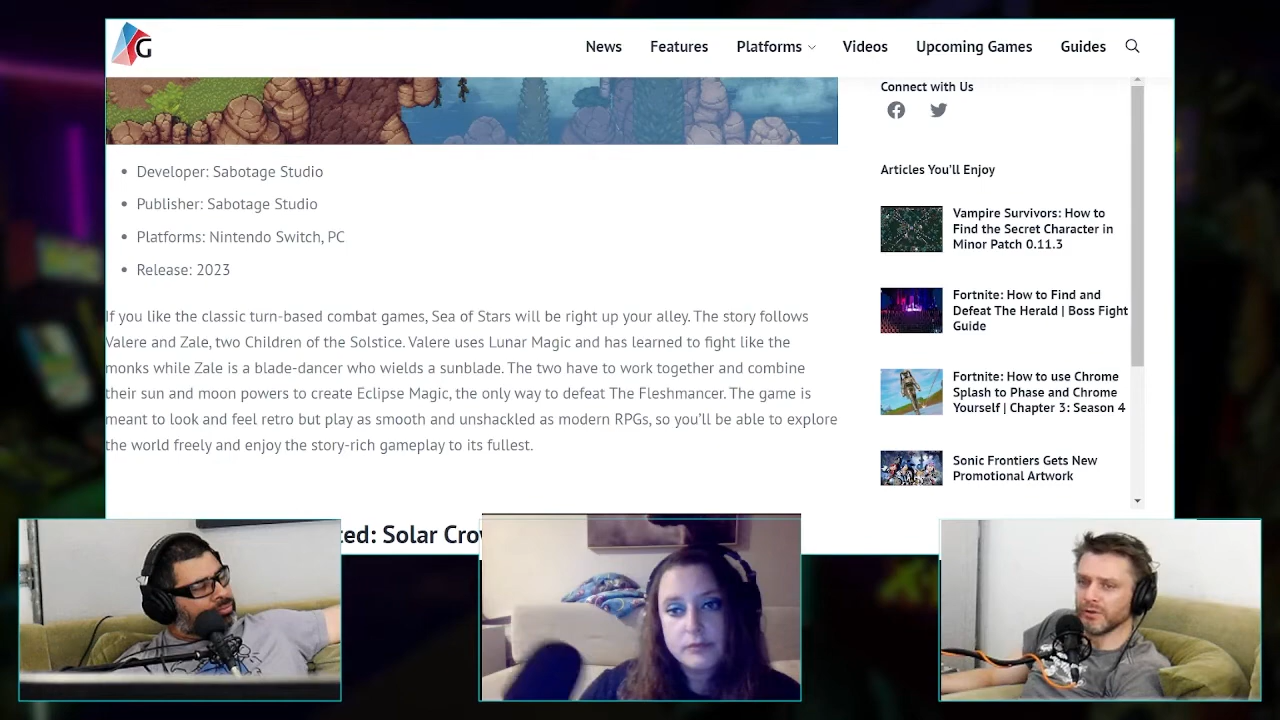 G
News Features Platforms Videos Upcoming Games Guides
Connect with Us
Developer: Sabotage Studio
Publisher: Sabotage Studio
Platforms: Nintendo Switch, PC
Release: 2023
If you like the classic turn-based combat games, Sea of Stars will be right up your alley. The story follows
Valere and Zale, two Children of the Solstice. Valere uses Lunar Magic and has learned to fight like the
monks while Zale is a blade-dancer who wields a sunblade. The two have to work together and combine
their sun and moon powers to create Eclipse Magic, the only way to defeat The Fleshmancer. The game is
meant to look and feel retro but play as smooth and unshackled as modern RPGs, so you'll be able to explore
the world freely and enjoy the story-rich gameplay to its fullest.
Articles You'll Enjoy
Vampire Survivors: How to
Find the Secret Character in
Minor Patch 0.11.3
Fortnite: How to Find and
Defeat The Herald | Boss Fight
Guide
Fortnite: How to use Chrome
Splash to Phase and Chrome
Yourself | Chapter 3: Season 4
Sonic Frontiers Gets New
Promotional Artwork
Solar